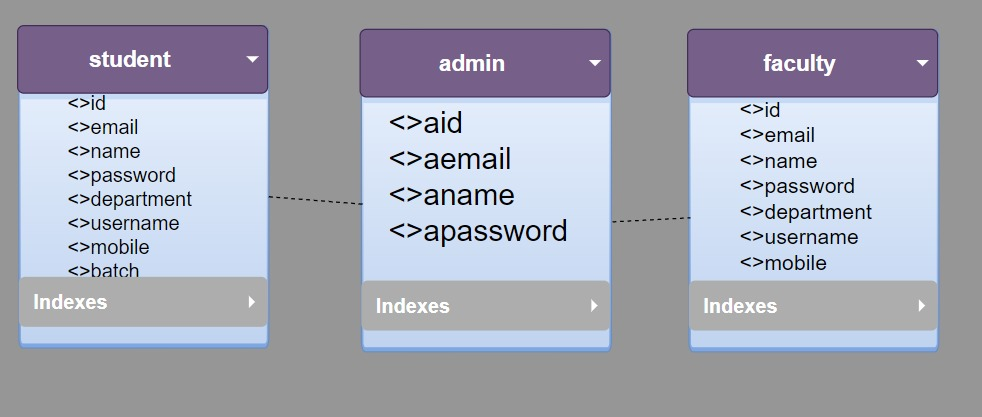 student
<>id
<>email
<>name
<>password
<>department
<>username
<>mobile
<>batch
Indexes
admin
<>aid
<>aemail
<>aname
<>apassword
Indexes
faculty
<>id
<>email
<>name
<>password
<>department
<>username
<>mobile
Indexes